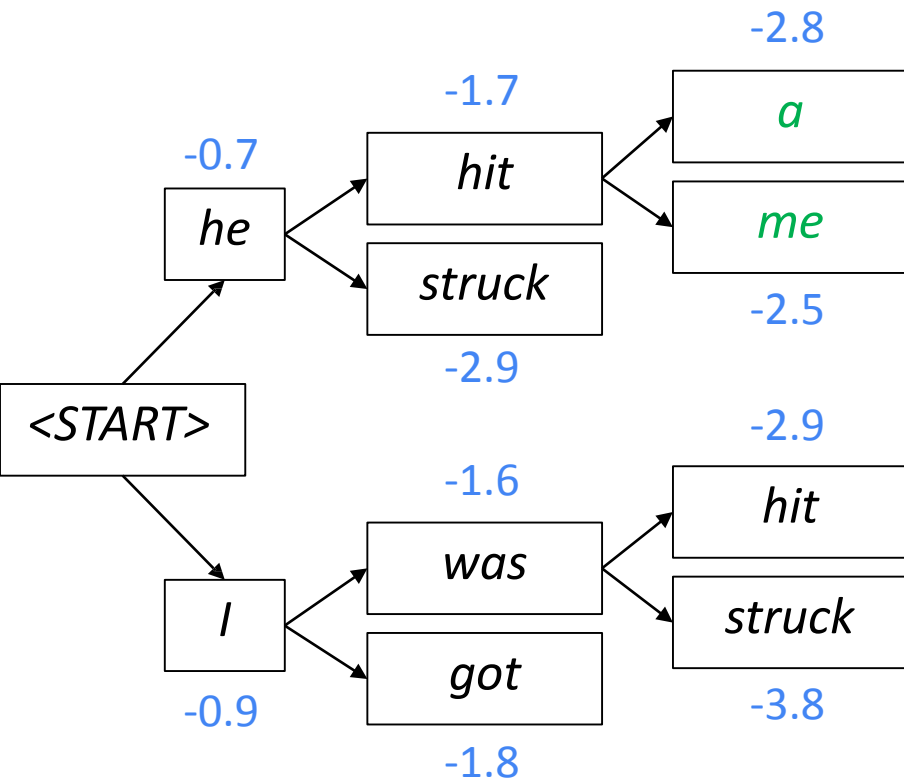 -2.8
-1.7
a
-0.7
hit
me
he
struck
-2.5
-2.9
<START>
-2.9
-1.6
hit
was
I
struck
got
-0.9
-3.8
-1.8